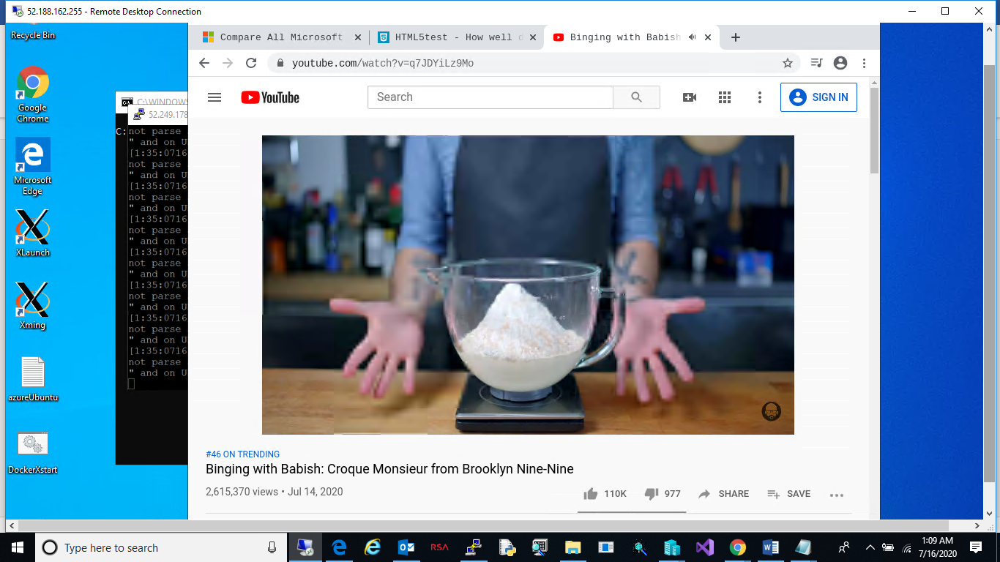 52.188.162.255 - Remote Desktop Connection
Recycle Bin
Google
Chrome
Microsoft
Edge
XLaunch
Xming
azureUbuntu
DockerXstart
C:\WINDOWS
C:
52.249.178
not parse
" and on U
[1:35:0716
not parse
" and on U
[1:35:0716
not parse
" and on U
[1:35:0716
not parse
" and on U
[1:35:0716
not parse
" and on U
[1:35:0716
not parse
" and on U
[1:35:0716
not parse
" and on U
[1:35:0716
not parse
" and on U
Compare All Microsoft
HTML5test - How well d
Binging with Babish
youtube.com/watch?v=q7JDYiLz9Mo
YouTube
Search
SIGN IN
#46 ON TRENDING
Binging with Babish: Croque Monsieur from Brooklyn Nine-Nine
2,615,370 views • Jul 14, 2020
110K
977
SHARE
SAVE
Type here to search
RSA
1:09 AM
7/16/2020